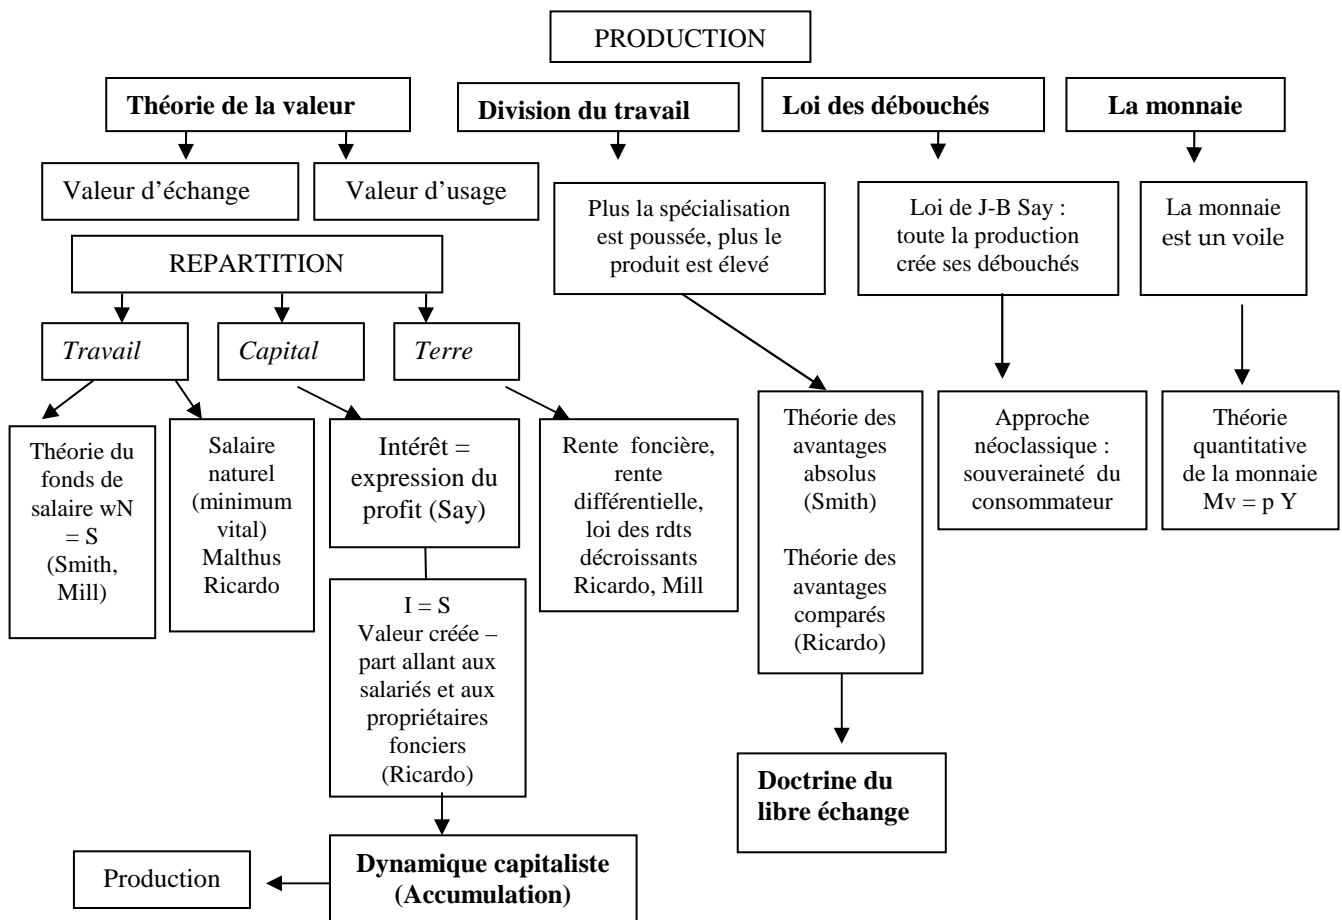 PRODUCTION
Théorie de la valeur
Division du travail
Loi des débouchés
La monnaie
Valeur d'échange
Valeur d'usage
Plus la spécialisation
est poussée, plus le
produit est élevé
Loi de J-B Say :
toute la production
crée ses débouchés
La monnaie
est un voile
REPARTITION
Travail
Capital
Terre
Théorie du
fonds de
salaire wN
= S
(Smith,
Mill)
Salaire
naturel
(minimum
vital)
Malthus
Ricardo
Intérêt =
expression du
profit (Say)
Rente foncière,
rente
différentielle,
loi des rdts
décroissants
Ricardo, Mill
Théorie des
avantages
absolus
(Smith)
Théorie des
avantages
comparés
(Ricardo)
Approche
néoclassique :
souveraineté du
consommateur
Théorie
quantitative
de la monnaie
Mv = p Y
I = S
Valeur créée –
part allant aux
salariés et aux
propriétaires
fonciers
(Ricardo)
Doctrine du
libre échange
Production
Dynamique capitaliste
(Accumulation)